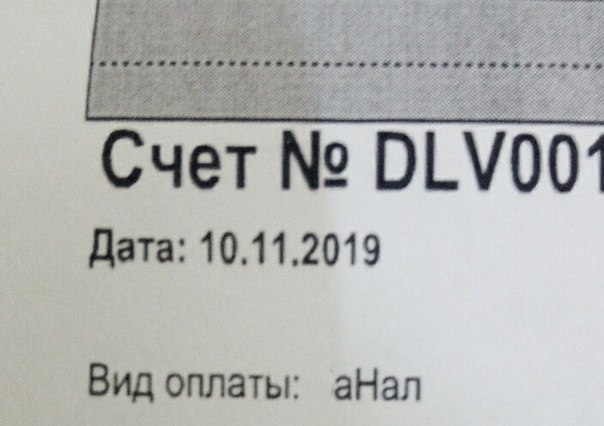 Счет № DLV001
Дата: 10.11.2019
Вид оплаты: аНал